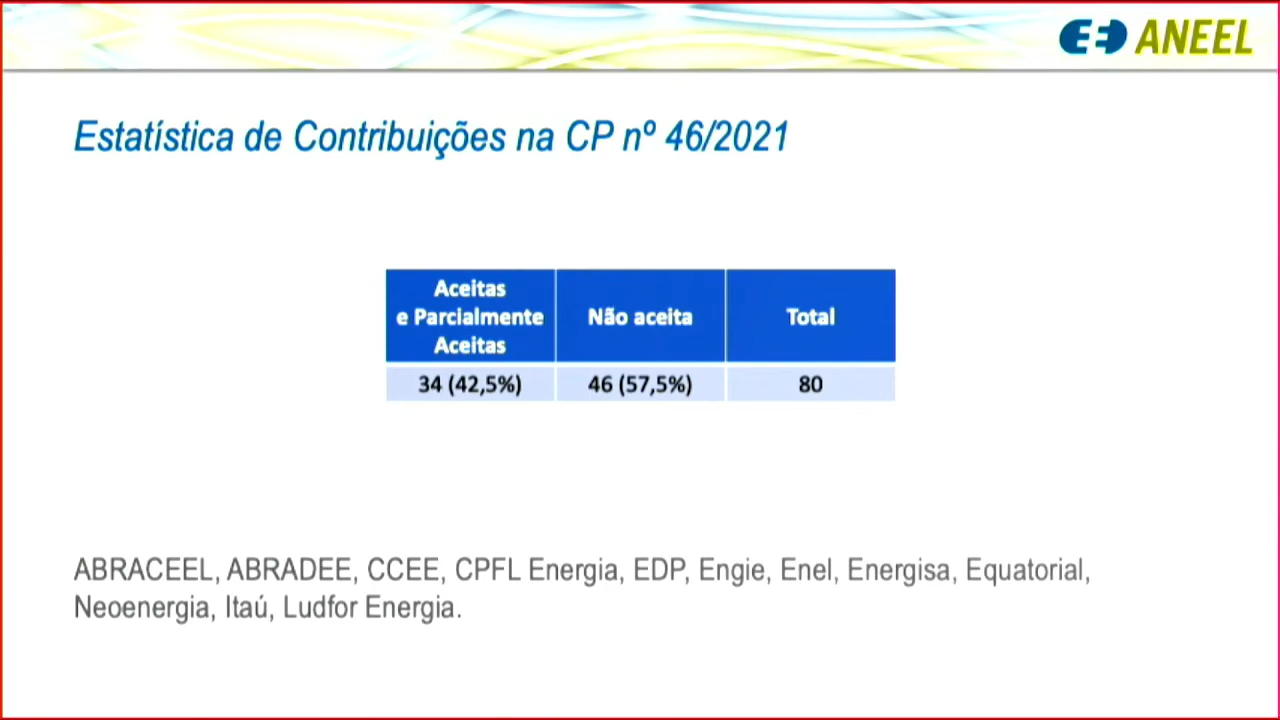 ANEEL
Estatística de Contribuições na CP nº 46/2021
Aceitas
e Parcialmente
Aceitas
Não aceita
Total
34 (42,5%)
46 (57,5%)
80
ABRACEEL, ABRADEE, CCEE, CPFL Energia, EDP, Engie, Enel, Energisa, Equatorial,
Neoenergia, Itaú, Ludfor Energia.